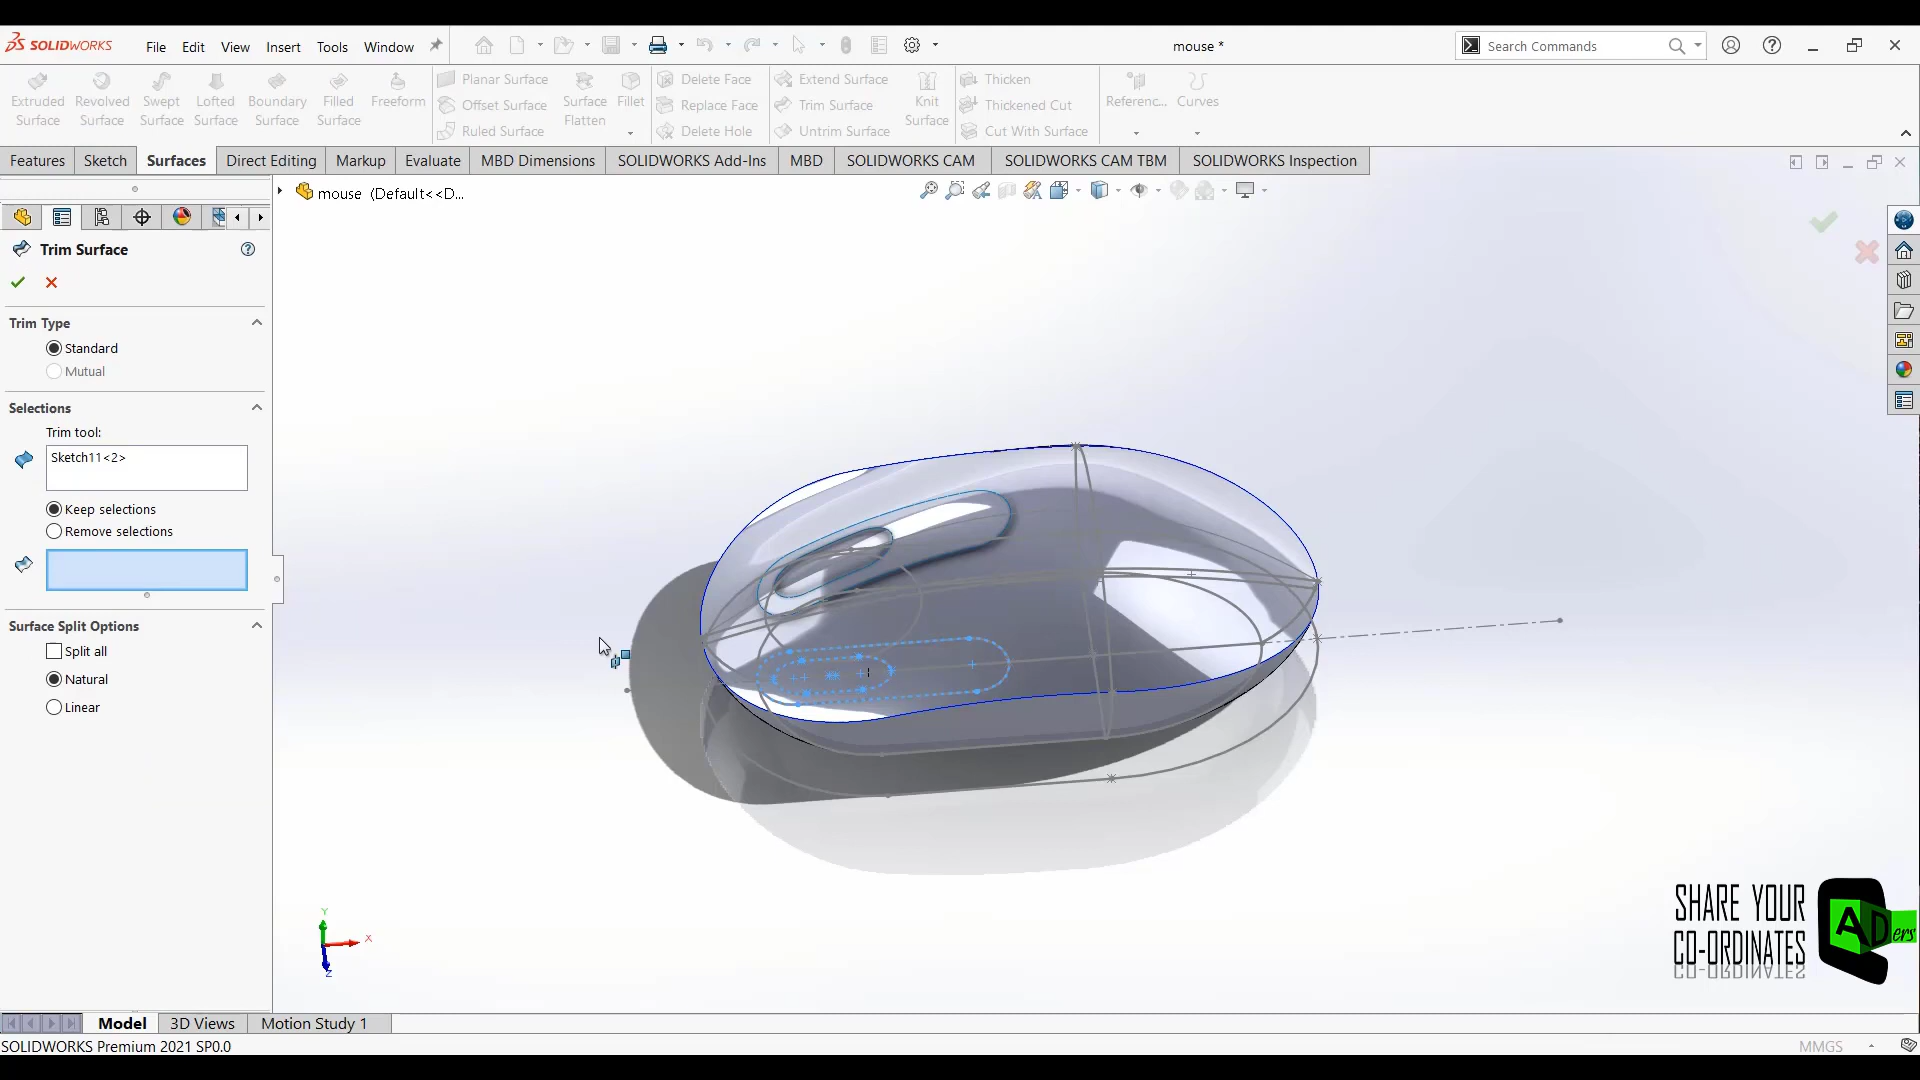 SOLIDWORKS
File Edit View Insert Tools Window
mouse *
Search Commands
Extruded Surface
Revolved Surface
Swept Surface
Lofted Surface
Boundary Surface
Filled Surface
Freeform
Planar Surface
Offset Surface
Ruled Surface
Surface Flatten
Fillet
Delete Face
Replace Face
Delete Hole
Extend Surface
Trim Surface
Untrim Surface
Knit Surface
Thicken
Thickened Cut
Cut With Surface
Referenc...
Curves
Features Sketch Surfaces Direct Editing Markup Evaluate MBD Dimensions SOLIDWORKS Add-Ins MBD SOLIDWORKS CAM SOLIDWORKS CAM TBM SOLIDWORKS Inspection
mouse (Default<<D...
Trim Surface
Trim Type
Standard
Mutual
Selections
Trim tool:
Sketch11<2>
Keep selections
Remove selections
Surface Split Options
Split all
Natural
Linear
Y
X
Z
SHARE YOUR
CO-ORDINATES
CADers
Model 3D Views Motion Study 1
SOLIDWORKS Premium 2021 SP0.0
MMGS